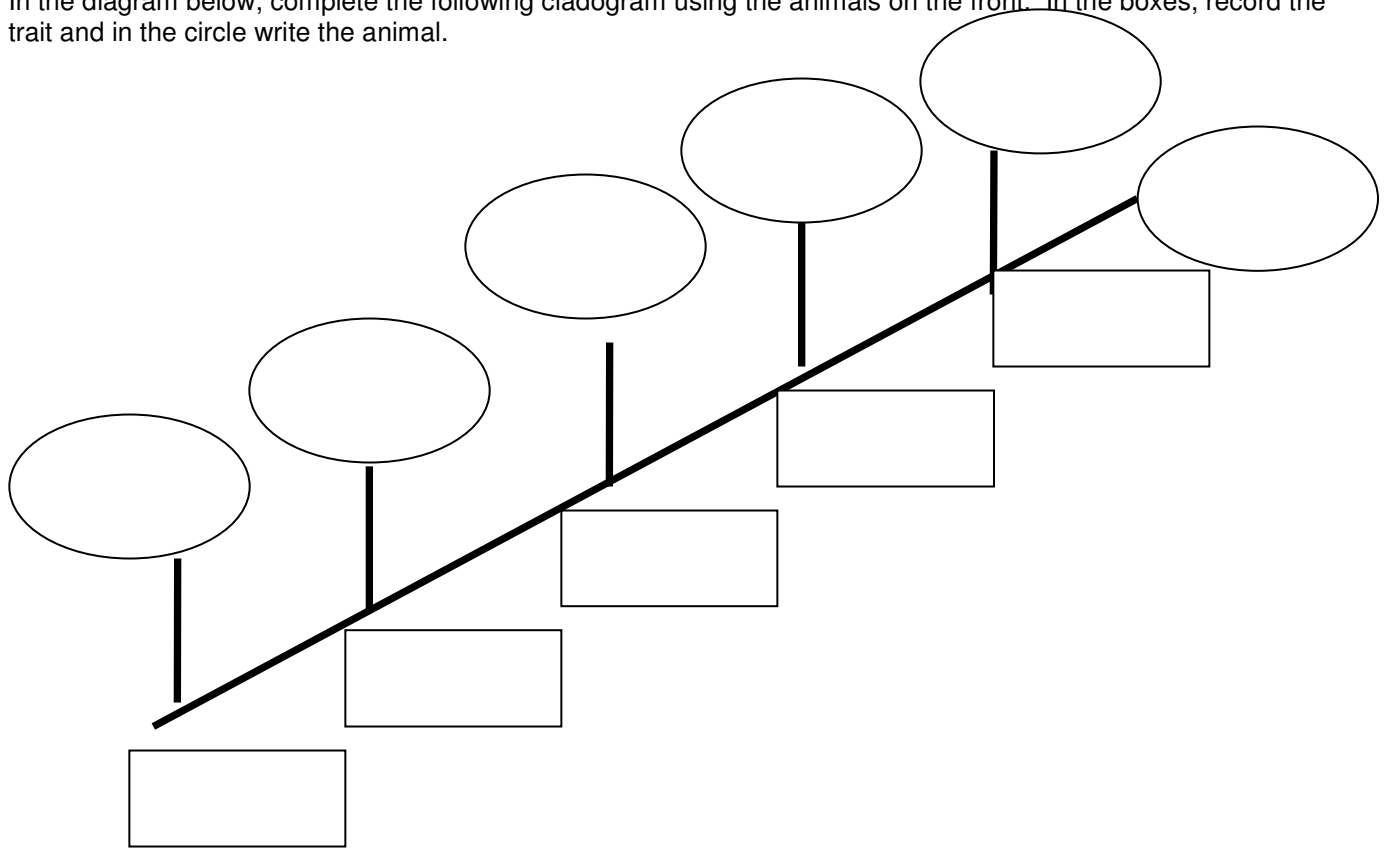 In the diagram below, complete the following cladogram using the animals on the front. In the boxes, record the
trait and in the circle write the animal.